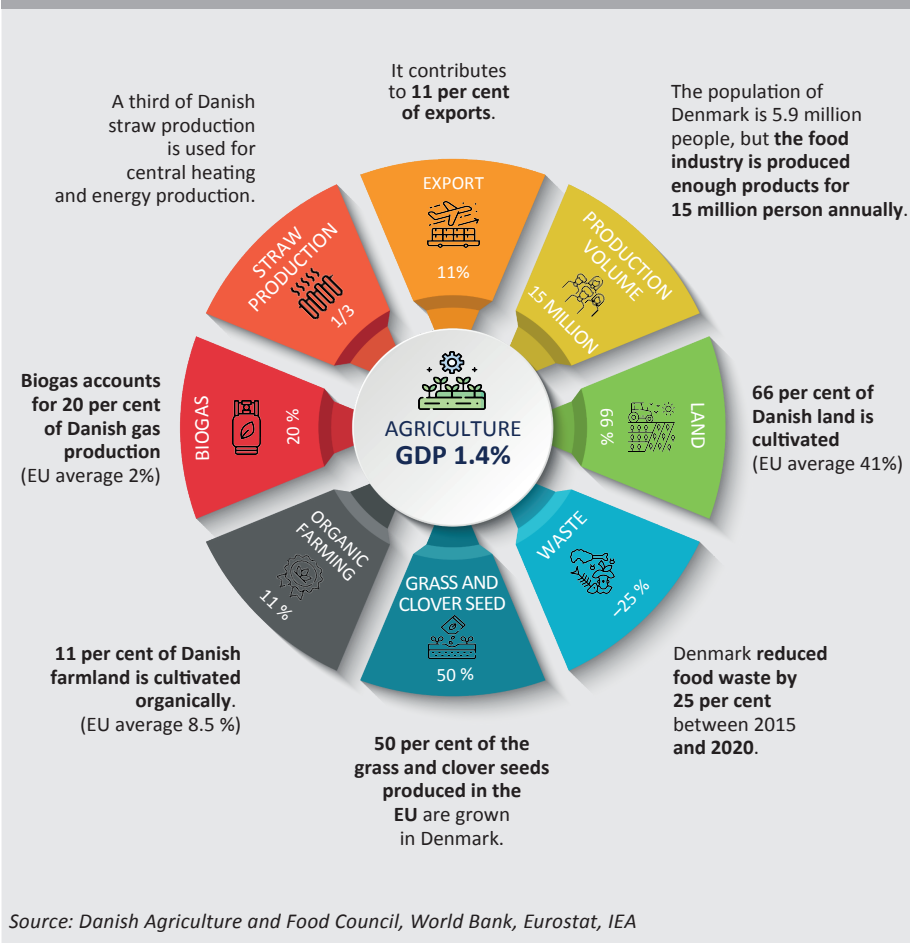 It contributes
to 11 per cent
of exports.
A third of Danish
straw production
is used for
central heating
and energy production.
The population of
Denmark is 5.9 million
people, but the food
industry is produced
enough products for
15 million person annually.
EXPORT
11%
STRAW
PRODUCTION
1/3
PRODUCTION
VOLUME
15 MILLION
Biogas accounts
for 20 per cent
of Danish gas
production
(EU average 2%)
BIOGAS
20 %
AGRICULTURE
GDP 1.4%
66 %
LAND
66 per cent of
Danish land is
cultivated
(EU average 41%)
ORGANIC
FARMING
11 %
GRASS AND
CLOVER SEED
50 %
WASTE
–25 %
11 per cent of Danish
farmland is cultivated
organically.
(EU average 8.5 %)
50 per cent of the
grass and clover seeds
produced in the
EU are grown
in Denmark.
Denmark reduced
food waste by
25 per cent
between 2015
and 2020.
Source: Danish Agriculture and Food Council, World Bank, Eurostat, IEA